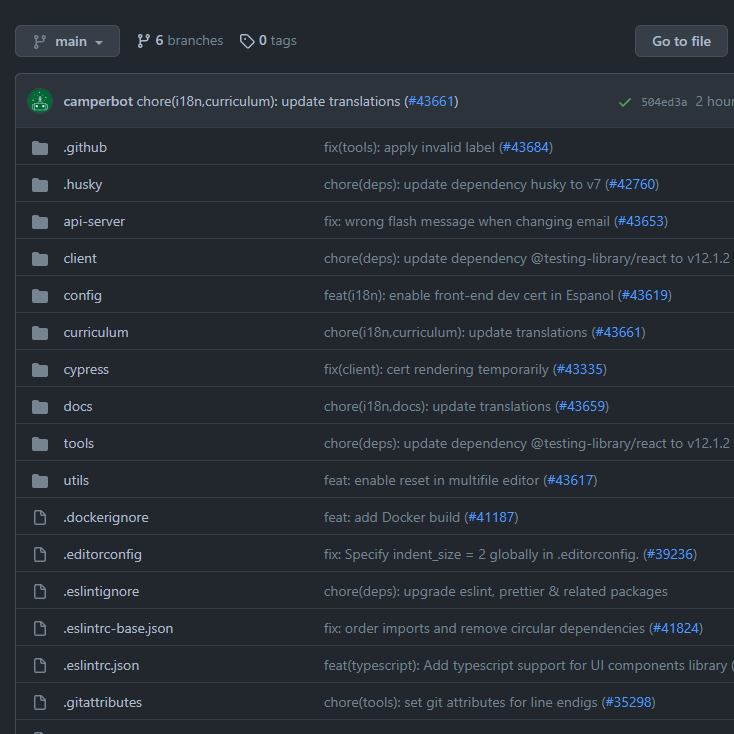 main 6 branches 0 tags Go to file
camperbot chore(i18n,curriculum): update translations (#43661) 504ed3a 2 hour
.github fix(tools): apply invalid label (#43684)
.husky chore(deps): update dependency husky to v7 (#42760)
api-server fix: wrong flash message when changing email (#43653)
client chore(deps): update dependency @testing-library/react to v12.1.2
config feat(i18n): enable front-end dev cert in Espanol (#43619)
curriculum chore(i18n,curriculum): update translations (#43661)
cypress fix(client): cert rendering temporarily (#43335)
docs chore(i18n,docs): update translations (#43659)
tools chore(deps): update dependency @testing-library/react to v12.1.2
utils feat: enable reset in multifile editor (#43617)
.dockerignore feat: add Docker build (#41187)
.editorconfig fix: Specify indent_size = 2 globally in .editorconfig. (#39236)
.eslintignore chore(deps): upgrade eslint, prettier & related packages
.eslintrc-base.json fix: order imports and remove circular dependencies (#41824)
.eslintrc.json feat(typescript): Add typescript support for UI components library (
.gitattributes chore(tools): set git attributes for line endigs (#35298)